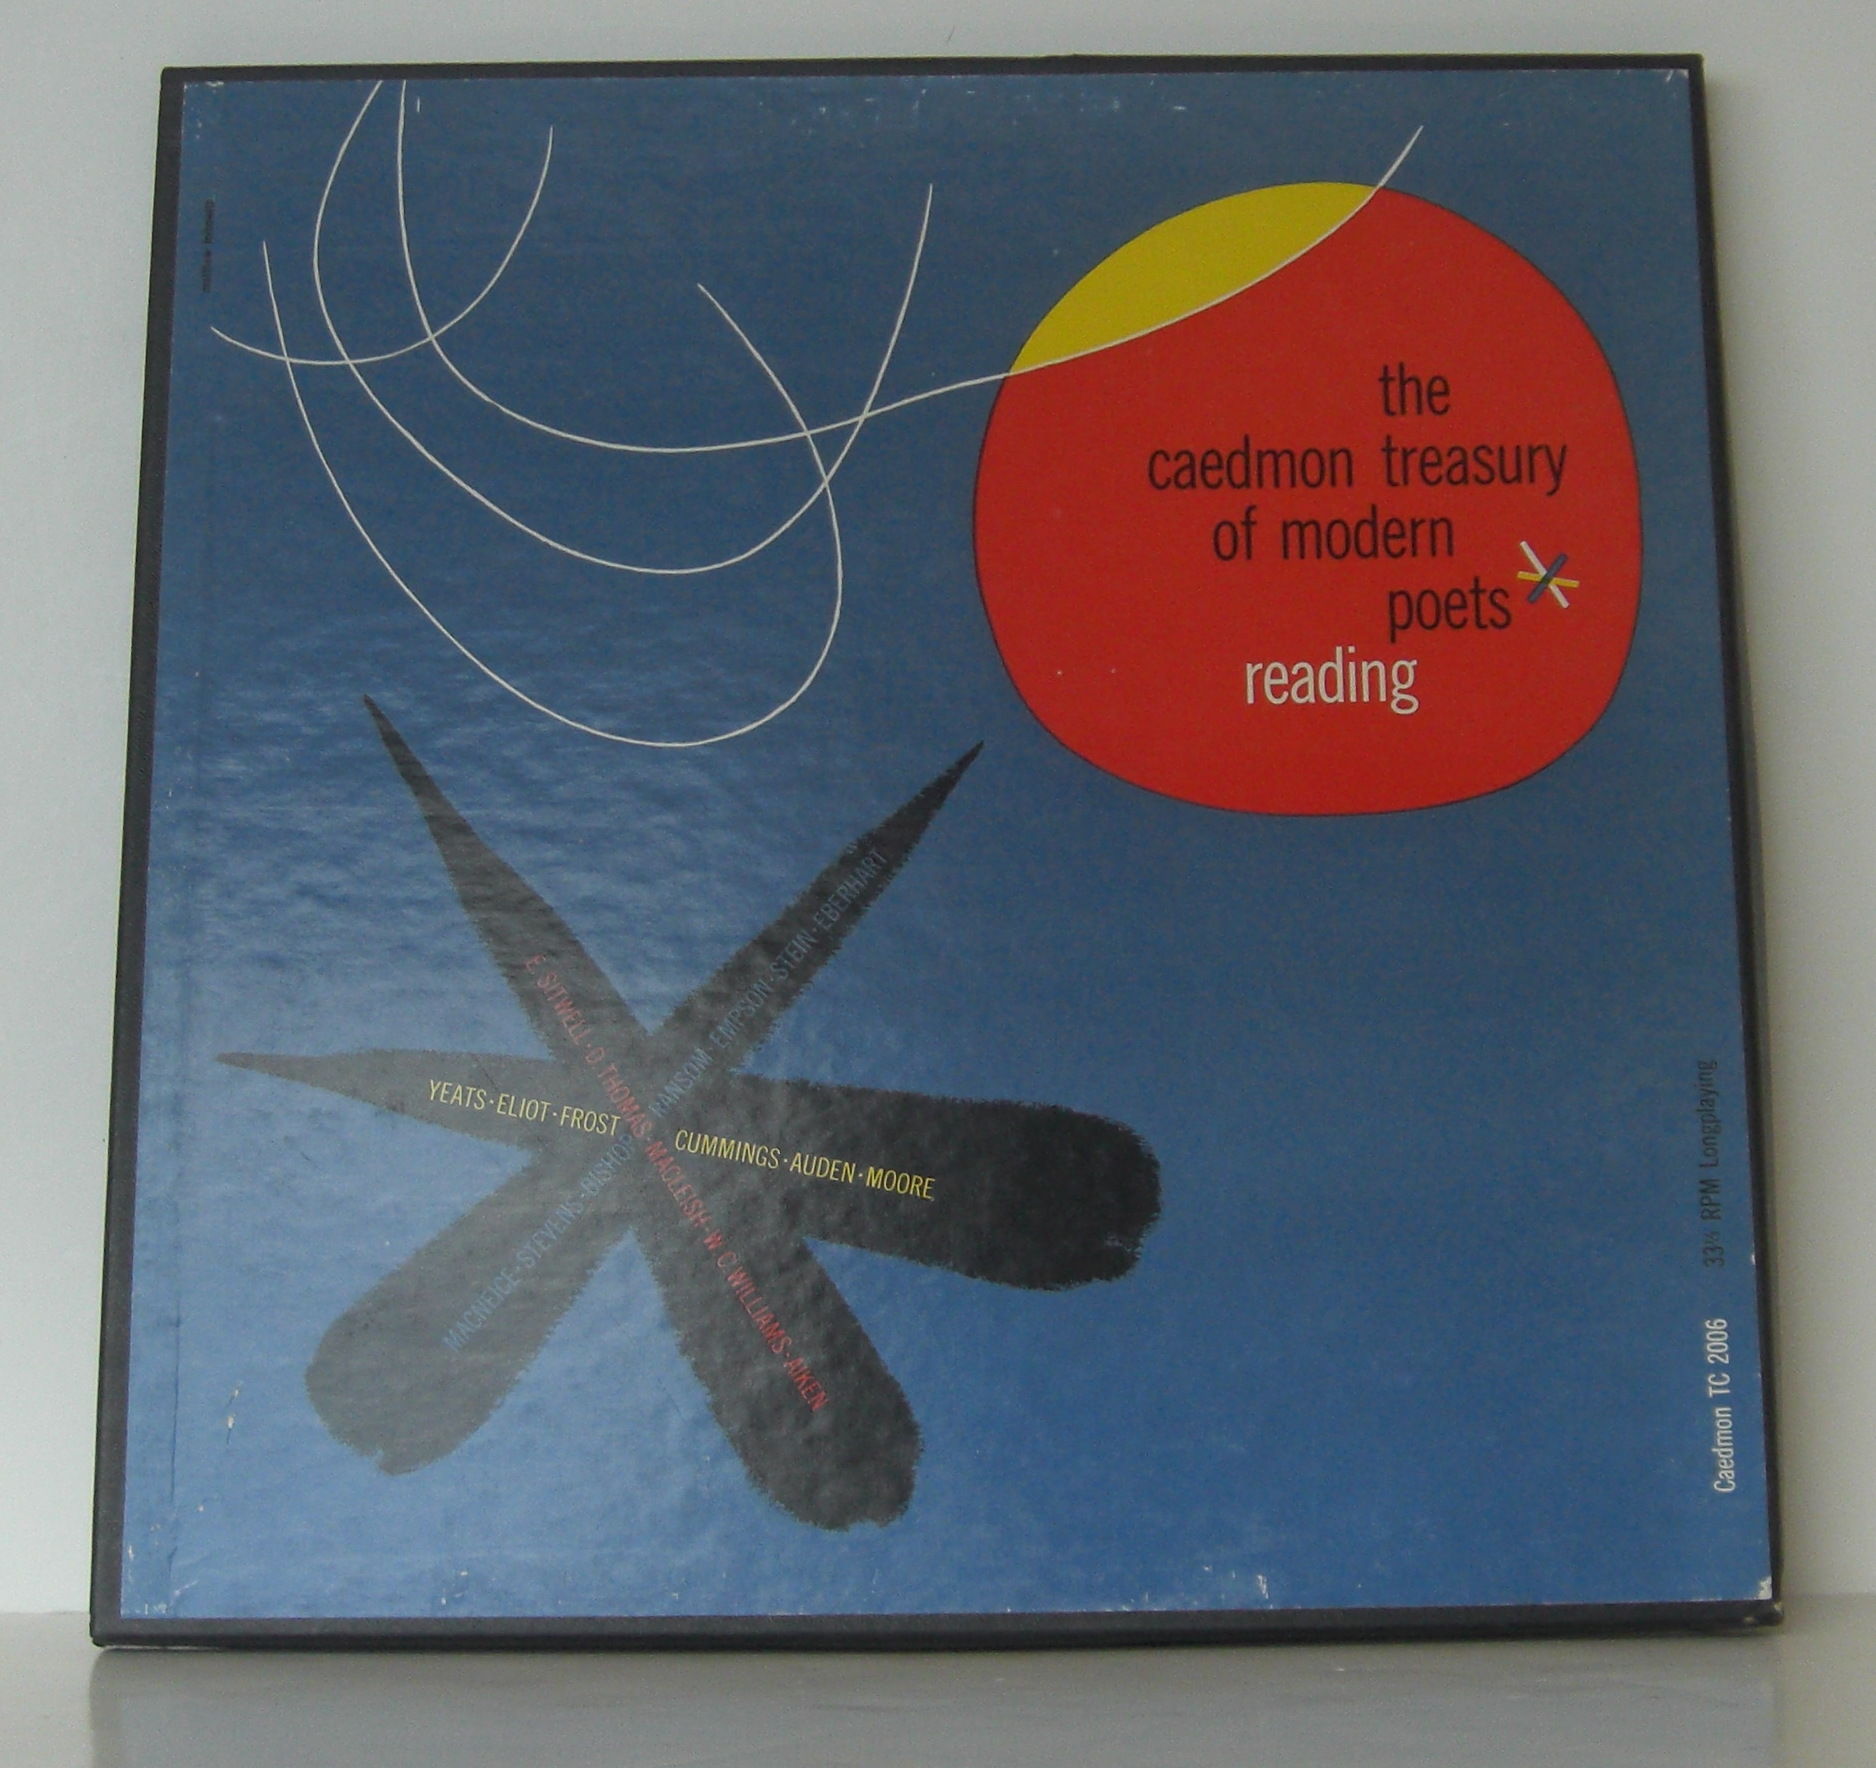 the
caedmon treasury
of modern
poets
reading
E. SITWELL · D. THOMAS · MACLEISH · W. C. WILLIAMS · AIKEN
YEATS · ELIOT · FROST CUMMINGS · AUDEN · MOORE
MACNEICE · STEVENS · BISHOP RANSOM · EMPSON · STEIN · EBERHART
Caedmon TC 2006 33⅓ RPM Longplaying